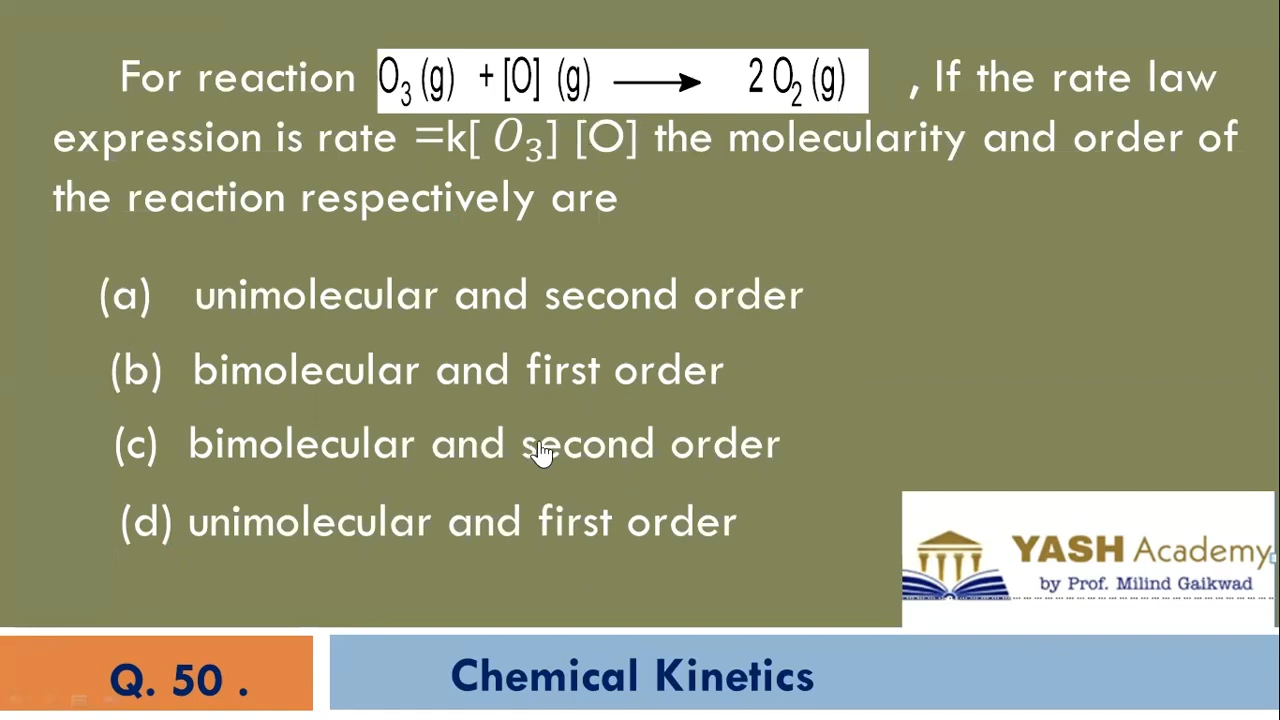 For reaction O₃ (g) + [O] (g) ⟶ 2 O₂ (g) , If the rate law
expression is rate =k[ O₃] [O] the molecularity and order of
the reaction respectively are
(a) unimolecular and second order
(b) bimolecular and first order
(c) bimolecular and second order
(d) unimolecular and first order
YASH Academy
by Prof. Milind Gaikwad
Q. 50 .
Chemical Kinetics